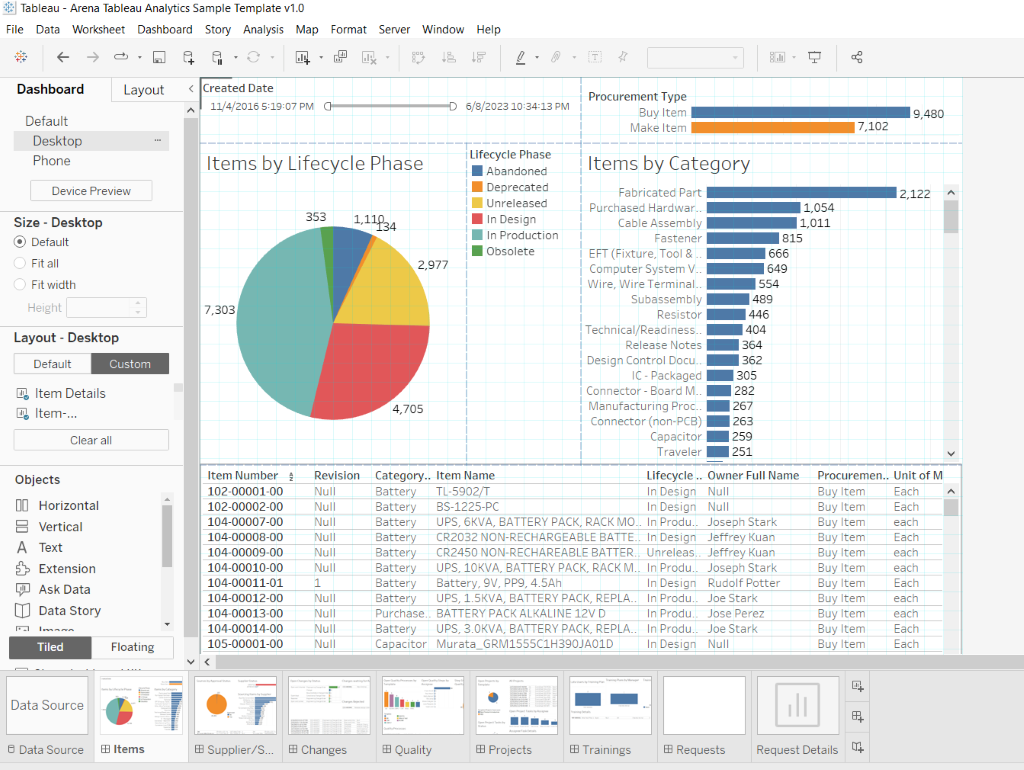 Tableau - Arena Tableau Analytics Sample Template v1.0
File Data Worksheet Dashboard Story Analysis Map Format Server Window Help
Dashboard Layout
Default
Desktop
Phone
Device Preview
Size - Desktop
Default
Fit all
Fit width
Height
Layout - Desktop
Default Custom
Item Details
Item-...
Clear all
Objects
Horizontal
Vertical
Text
Extension
Ask Data
Data Story
Image
Tiled Floating
Created Date
11/4/2016 5:19:07 PM 6/8/2023 10:34:13 PM
Procurement Type
Buy Item 9,480
Make Item 7,102
Items by Lifecycle Phase
353 1,110 134
2,977
7,303
4,705
Lifecycle Phase
Abandoned
Deprecated
Unreleased
In Design
In Production
Obsolete
Items by Category
Fabricated Part 2,122
Purchased Hardwar.. 1,054
Cable Assembly 1,011
Fastener 815
EFT (Fixture, Tool & .. 666
Computer System V.. 649
Wire, Wire Terminal.. 554
Subassembly 489
Resistor 446
Technical/Readiness.. 404
Release Notes 364
Design Control Docu.. 362
IC - Packaged 305
Connector - Board M.. 282
Manufacturing Proc.. 267
Connector (non-PCB) 263
Capacitor 259
Traveler 251
Item Number Revision Category.. Item Name Lifecycle .. Owner Full Name Procuremen.. Unit of M
102-00001-00 Null Battery TL-5902/T In Design Null Buy Item Each
102-00002-00 Null Battery BS-1225-PC In Design Null Buy Item Each
104-00007-00 Null Battery UPS, 6KVA, BATTERY PACK, RACK MO.. In Produ.. Joseph Stark Buy Item each
104-00008-00 Null Battery CR2032 NON-RECHARGEABLE BATTE.. In Design Jeffrey Kuan Buy Item each
104-00009-00 Null Battery CR2450 NON-RECHAREABLE BATTER.. Unreleas.. Jeffrey Kuan Buy Item each
104-00010-00 Null Battery UPS, 10KVA, BATTERY PACK, RACK M.. In Produ.. Joseph Stark Buy Item each
104-00011-01 1 Battery Battery, 9V, PP9, 4.5Ah In Design Rudolf Potter Buy Item each
104-00012-00 Null Battery UPS, 1.5KVA, BATTERY PACK, REPLA.. In Produ.. Joe Stark Buy Item each
104-00013-00 Null Purchase.. BATTERY PACK ALKALINE 12V D In Produ.. Jose Perez Buy Item each
104-00014-00 Null Battery UPS, 3.0KVA, BATTERY PACK, REPLA.. In Produ.. Joe Stark Buy Item each
105-00001-00 Null Capacitor Murata_GRM1555C1H390JA01D In Design Null Buy Item Each
Data Source
Data Source Items Supplier/S... Changes Quality Projects Trainings Requests Request Details